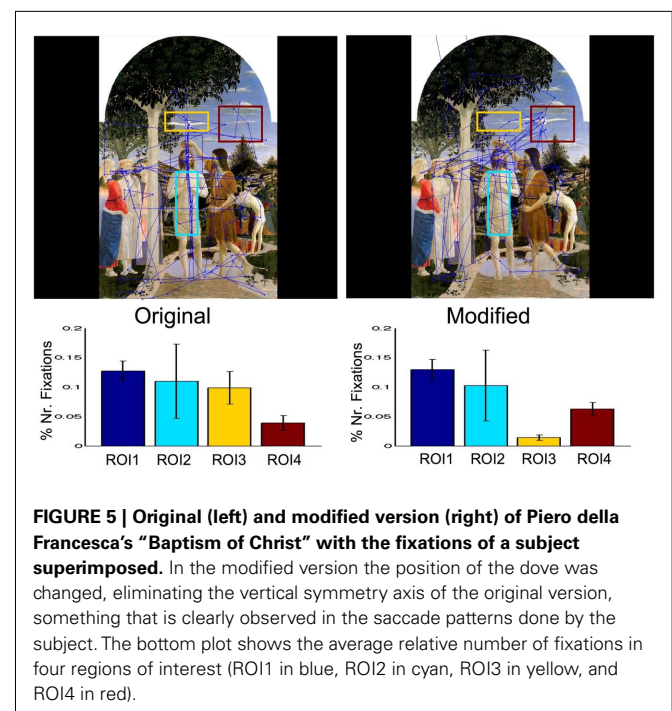 Original Modified
0.2 0.2
0.15 0.15
0.1 0.1
0.05 0.05
0 0
% Nr. Fixations % Nr. Fixations
ROI1 ROI2 ROI3 ROI4 ROI1 ROI2 ROI3 ROI4
FIGURE 5 | Original (left) and modified version (right) of Piero della
Francesca's “Baptism of Christ” with the fixations of a subject
superimposed. In the modified version the position of the dove was
changed, eliminating the vertical symmetry axis of the original version,
something that is clearly observed in the saccade patterns done by the
subject. The bottom plot shows the average relative number of fixations in
four regions of interest (ROI1 in blue, ROI2 in cyan, ROI3 in yellow, and
ROI4 in red).